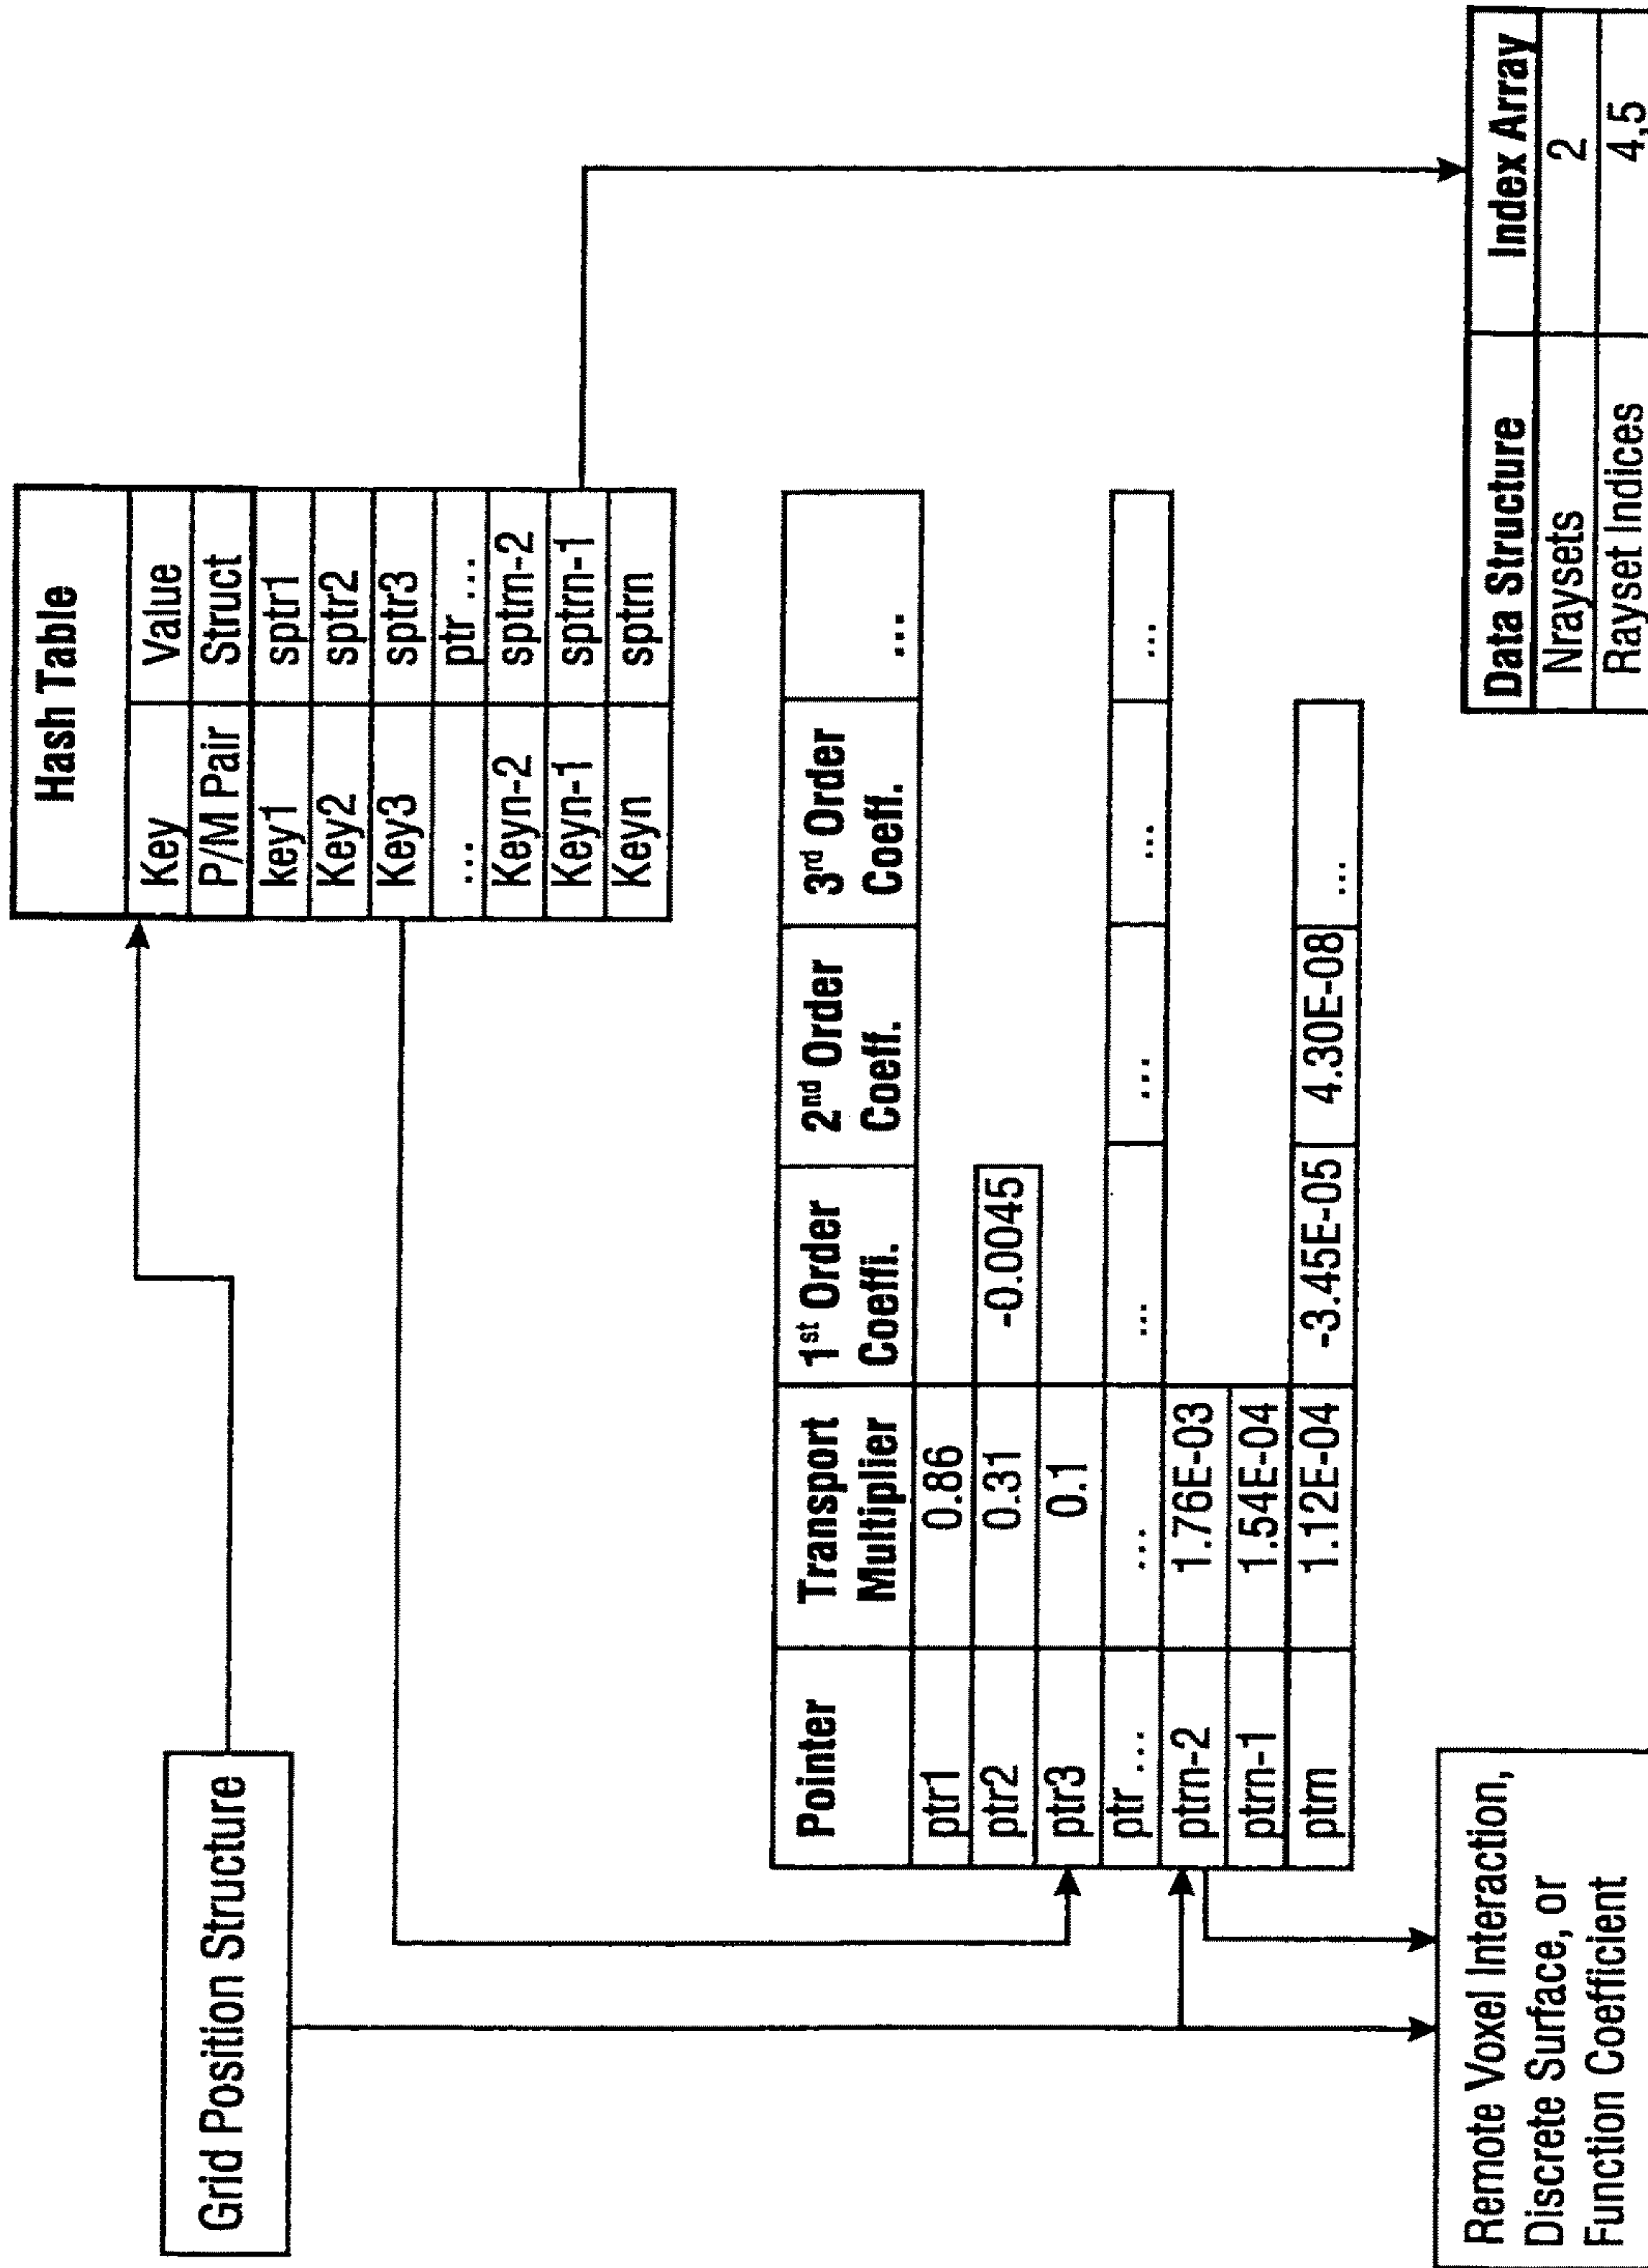 Grid Position Structure
Hash Table
Key Value
P/M Pair Struct
key1 sptr1
Key2 sptr2
Key3 sptr3
... ptr ...
Keyn-2 sptrn-2
Keyn-1 sptrn-1
Keyn sptrn
Pointer Transport Multiplier 1st Order Coeffi. 2nd Order Coeff. 3rd Order Coeff. ...
ptr1 0.86
ptr2 0.31 -0.0045
ptr3 0.1
ptr ... ... ... ... ... ...
ptrn-2 1.76E-03
ptrn-1 1.54E-04
ptrn 1.12E-04 -3.45E-05 4.30E-08 ...
Remote Voxel Interaction,
Discrete Surface, or
Function Coefficient
Data Structure Index Array
Nraysets 2
Rayset Indices 4,5